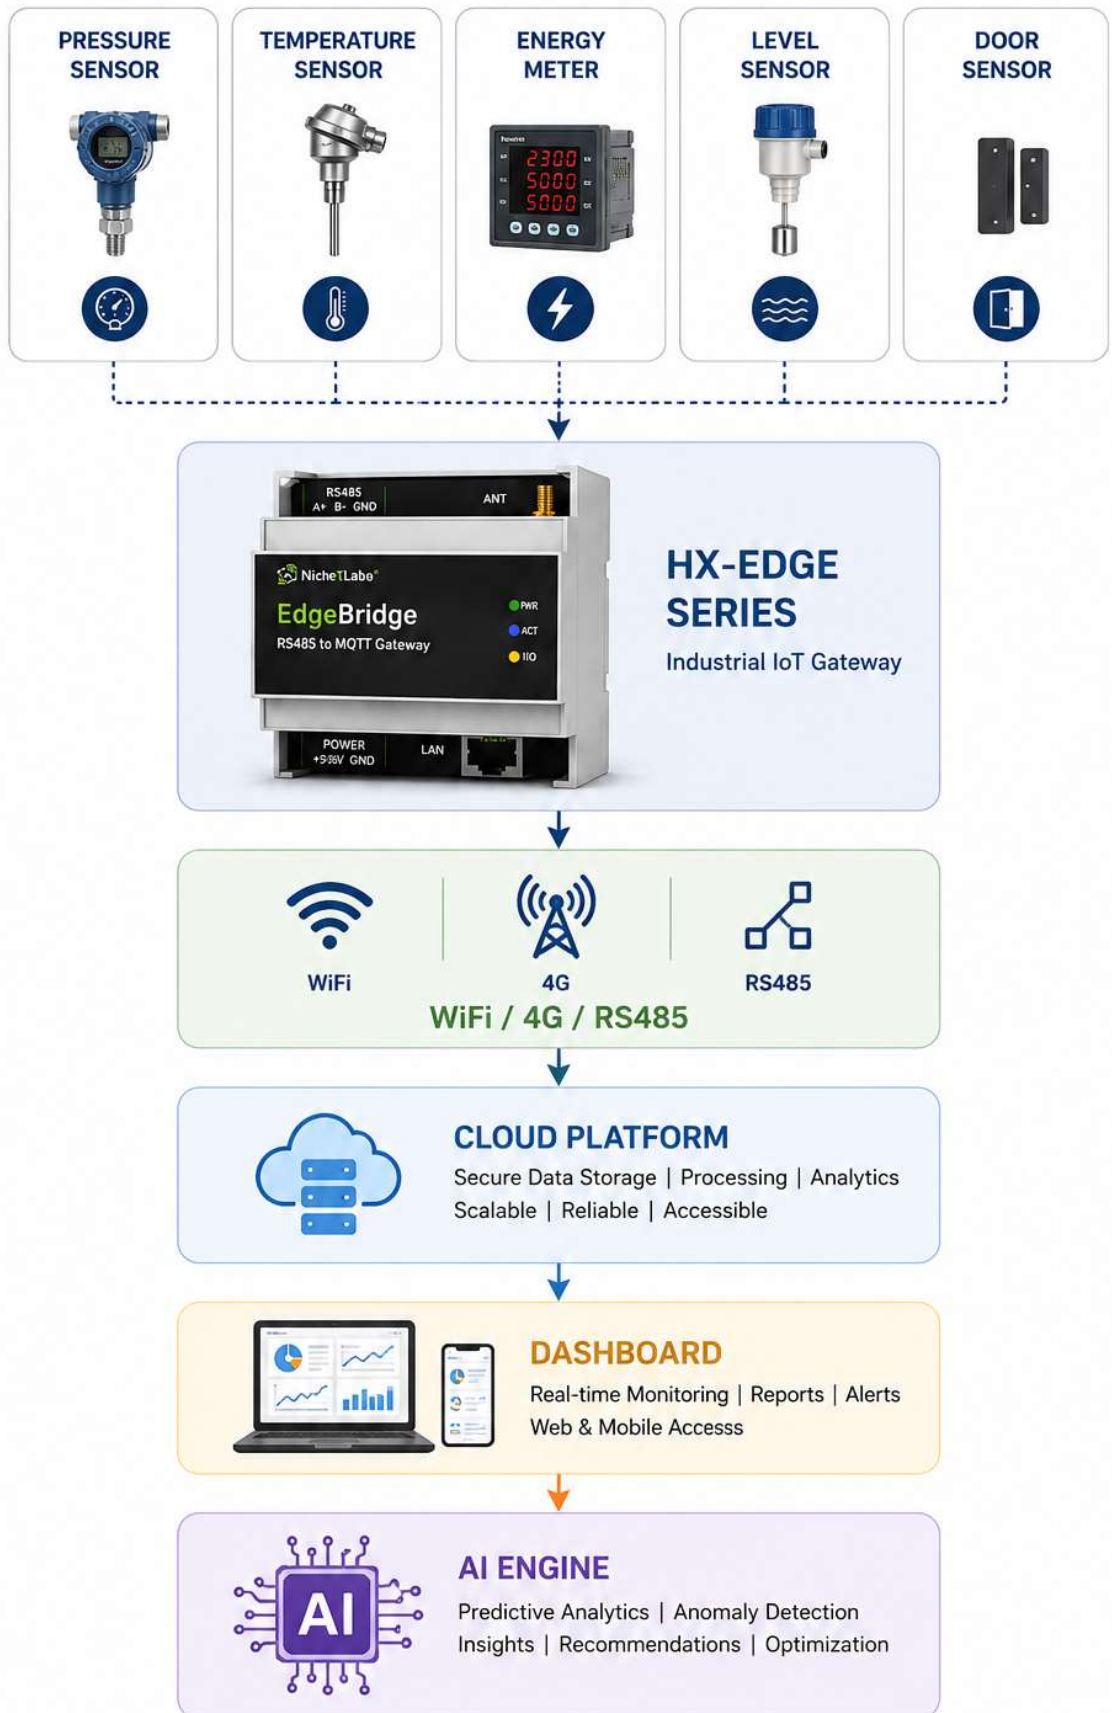 PRESSURE
SENSOR
TEMPERATURE
SENSOR
ENERGY
METER
LEVEL
SENSOR
DOOR
SENSOR
2300
5000
5000
RS485
A+ B- GND
ANT
NicheTLabe®
EdgeBridge
RS485 to MQTT Gateway
PWR
ACT
1IO
POWER
GND
LAN
HX-EDGE
SERIES
Industrial IoT Gateway
WiFi
4G
RS485
WiFi / 4G / RS485
CLOUD PLATFORM
Secure Data Storage | Processing | Analytics
Scalable | Reliable | Accessible
DASHBOARD
Real-time Monitoring | Reports | Alerts
Web & Mobile Accesss
AI
AI ENGINE
Predictive Analytics | Anomaly Detection
Insights | Recommendations | Optimization